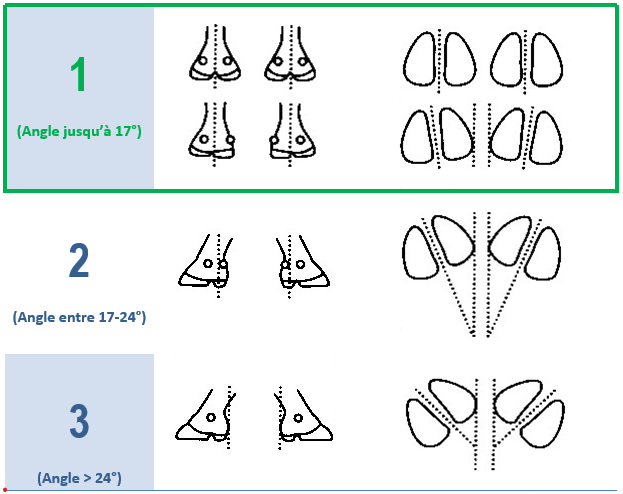 1
(Angle jusqu’à 17°)
2
(Angle entre 17-24°)
3
(Angle > 24°)